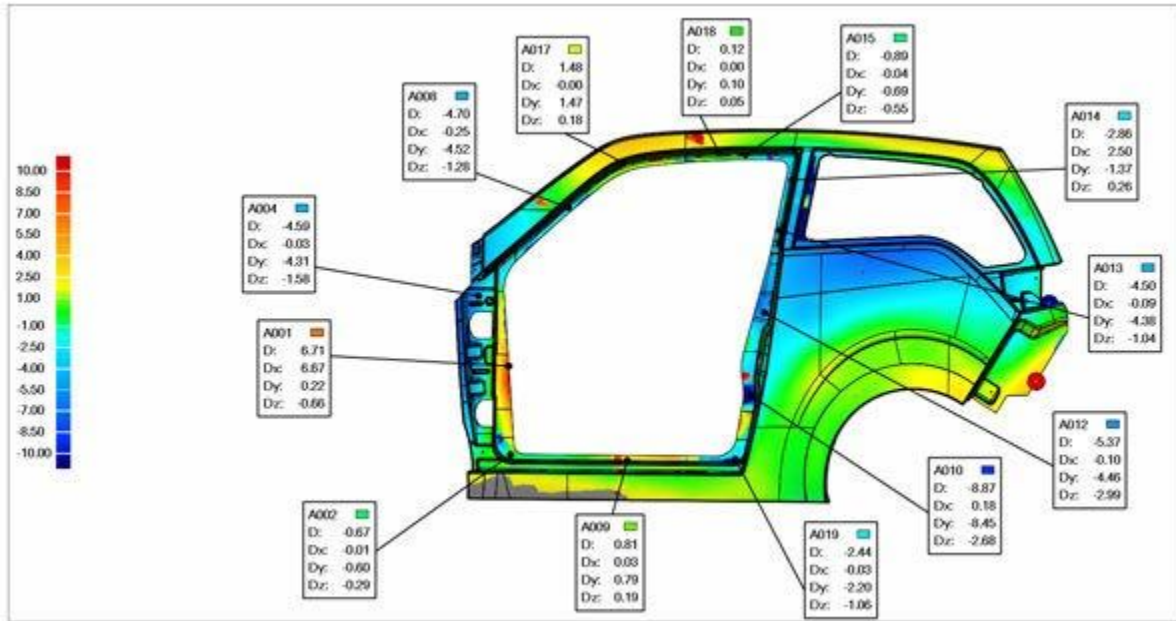 A016
D: 0.12
Dx: 0.00
Dy: 0.10
Dz: 0.05
A015
D: -0.89
Dx: -0.04
Dy: -0.69
Dz: -0.55
A017
D: 1.48
Dx: -0.00
Dy: 1.47
Dz: 0.18
A008
D: -4.70
Dx: -0.25
Dy: -4.52
Dz: -1.28
A014
D: -2.86
Dx: 2.50
Dy: -1.37
Dz: 0.26
10.00
8.50
7.00
5.50
4.00
2.50
1.00
-1.00
-2.50
-4.00
-5.50
-7.00
-8.50
-10.00
A004
D: -4.59
Dx: -0.03
Dy: -4.31
Dz: -1.58
A013
D: -4.50
Dx: -0.09
Dy: -4.38
Dz: -1.04
A001
D: 6.71
Dx: 6.67
Dy: 0.22
Dz: -0.66
A012
D: -5.37
Dx: -0.10
Dy: -4.46
Dz: -2.99
A010
D: -8.87
Dx: 0.18
Dy: -8.45
Dz: -2.68
A002
D: -0.67
Dx: -0.01
Dy: -0.60
Dz: -0.29
A009
D: 0.81
Dx: 0.03
Dy: 0.79
Dz: 0.19
A019
D: -2.44
Dx: -0.03
Dy: -2.20
Dz: -1.06